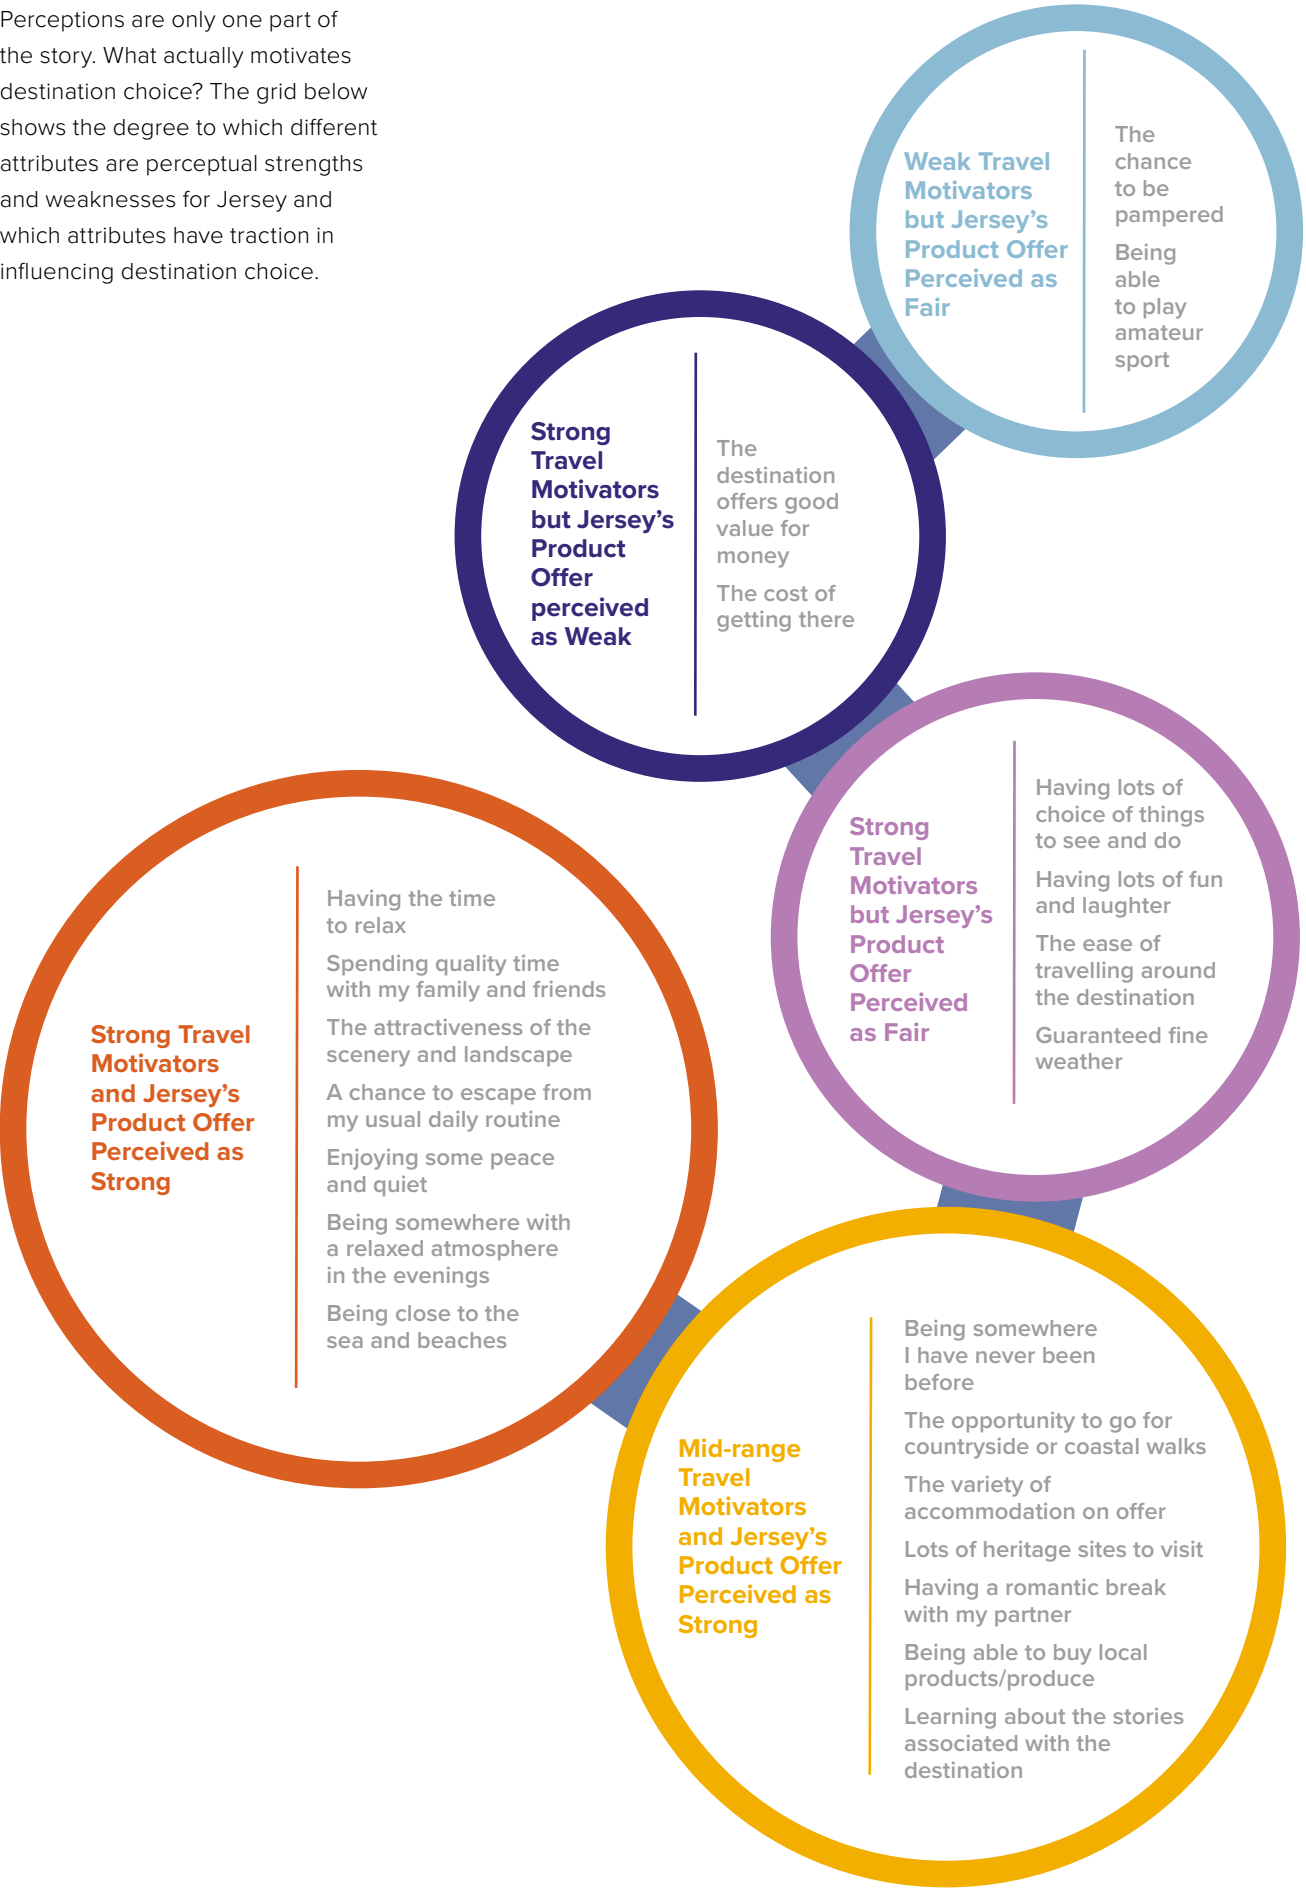 Perceptions are only one part of
the story. What actually motivates
destination choice? The grid below
shows the degree to which different
attributes are perceptual strengths
and weaknesses for Jersey and
which attributes have traction in
influencing destination choice.
Weak Travel
Motivators
but Jersey’s
Product Offer
Perceived as
Fair
The
chance
to be
pampered
Being
able
to play
amateur
sport
Strong
Travel
Motivators
but Jersey’s
Product
Offer
perceived
as Weak
The
destination
offers good
value for
money
The cost of
getting there
Strong
Travel
Motivators
but Jersey’s
Product
Offer
Perceived
as Fair
Having lots of
choice of things
to see and do
Having lots of fun
and laughter
The ease of
travelling around
the destination
Guaranteed fine
weather
Strong Travel
Motivators
and Jersey’s
Product Offer
Perceived as
Strong
Having the time
to relax
Spending quality time
with my family and friends
The attractiveness of the
scenery and landscape
A chance to escape from
my usual daily routine
Enjoying some peace
and quiet
Being somewhere with
a relaxed atmosphere
in the evenings
Being close to the
sea and beaches
Mid-range
Travel
Motivators
and Jersey’s
Product Offer
Perceived as
Strong
Being somewhere
I have never been
before
The opportunity to go for
countryside or coastal walks
The variety of
accommodation on offer
Lots of heritage sites to visit
Having a romantic break
with my partner
Being able to buy local
products/produce
Learning about the stories
associated with the
destination